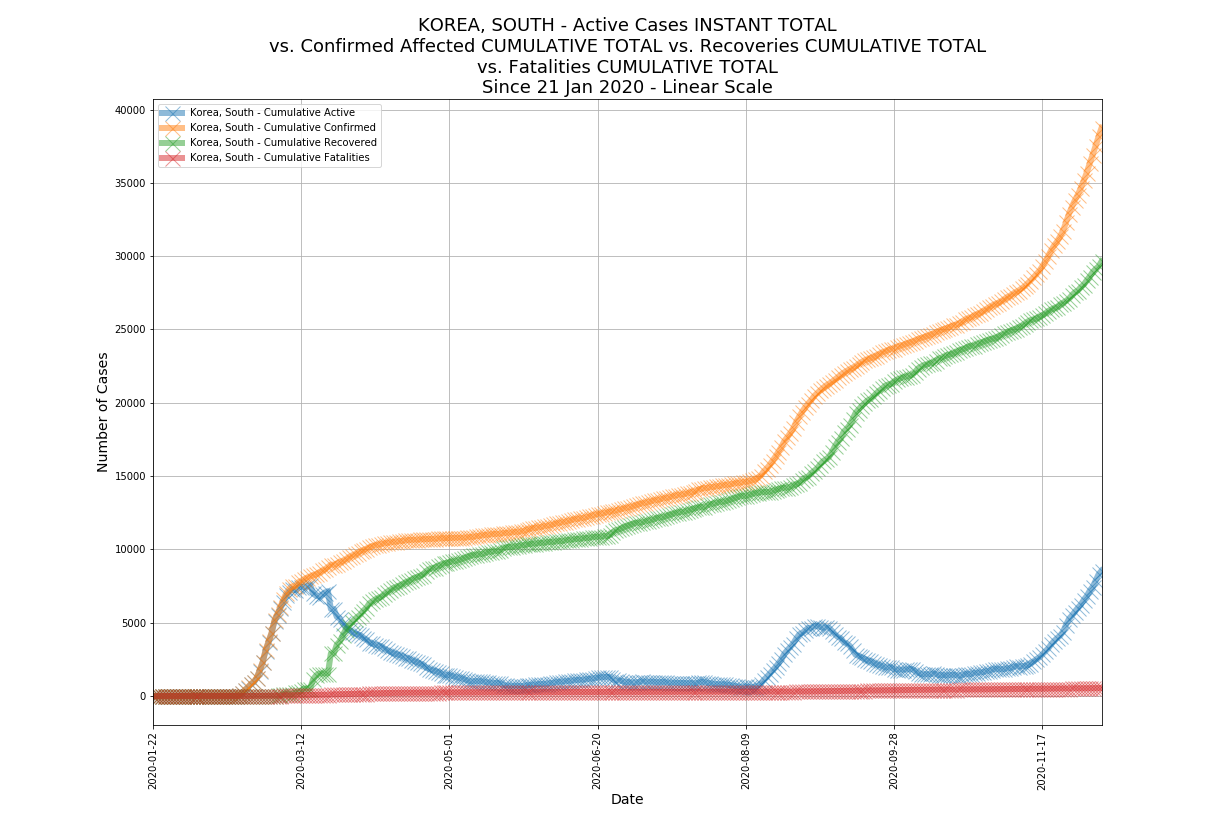 KOREA, SOUTH - Active Cases INSTANT TOTAL
vs. Confirmed Affected CUMULATIVE TOTAL vs. Recoveries CUMULATIVE TOTAL
vs. Fatalities CUMULATIVE TOTAL
Since 21 Jan 2020 - Linear Scale
Korea, South - Cumulative Active
Korea, South - Cumulative Confirmed
Korea, South - Cumulative Recovered
Korea, South - Cumulative Fatalities
40000
35000
30000
25000
20000
15000
10000
5000
0
Number of Cases
2020-01-22
2020-03-12
2020-05-01
2020-06-20
2020-08-09
2020-09-28
2020-11-17
Date